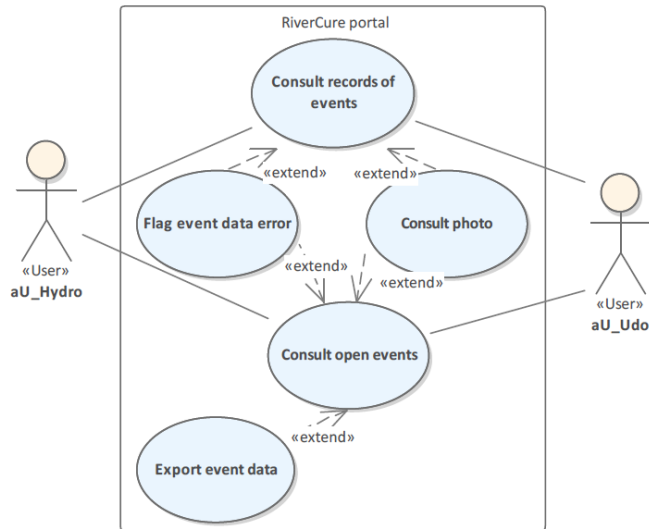 RiverCure portal
Consult records of
events
«extend»
«extend»
Flag event data error
Consult photo
«User»
aU_Hydro
«extend»
«extend»
«User»
aU_Udo
Consult open events
«extend»
Export event data